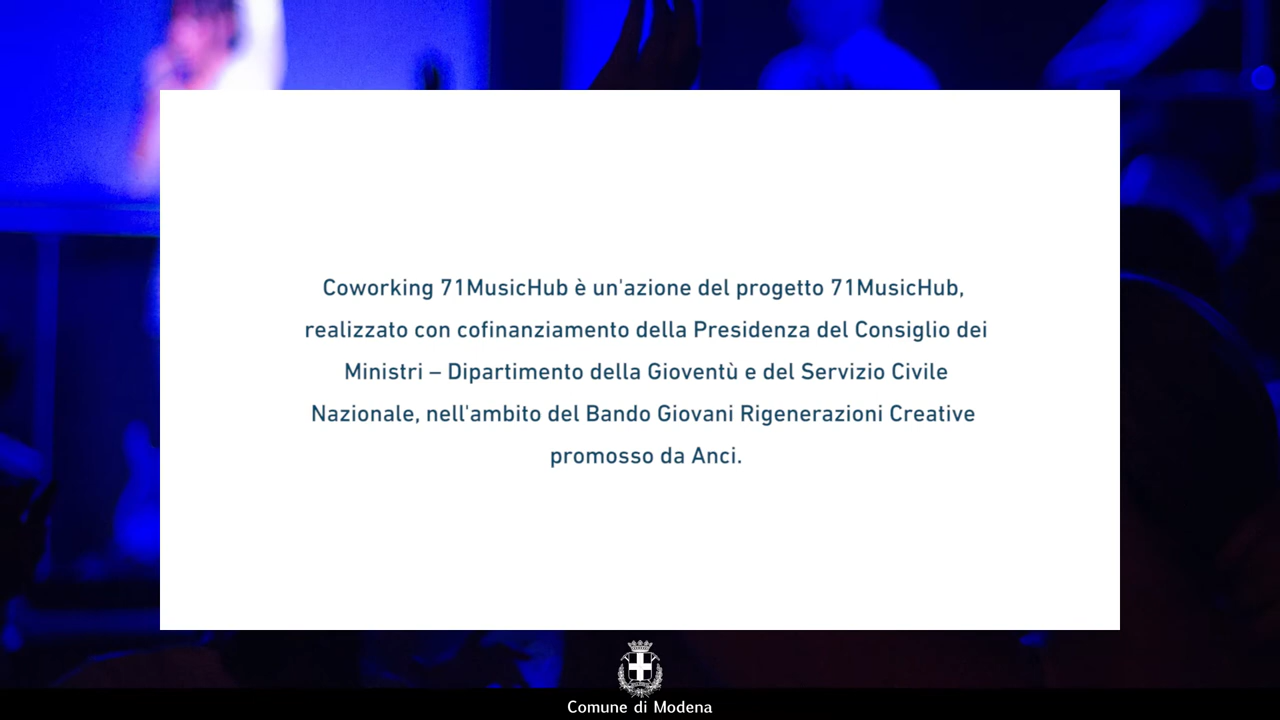 Coworking 71MusicHub è un'azione del progetto 71MusicHub,
realizzato con cofinanziamento della Presidenza del Consiglio dei
Ministri – Dipartimento della Gioventù e del Servizio Civile
Nazionale, nell'ambito del Bando Giovani Rigenerazioni Creative
promosso da Anci.
Comune di Modena